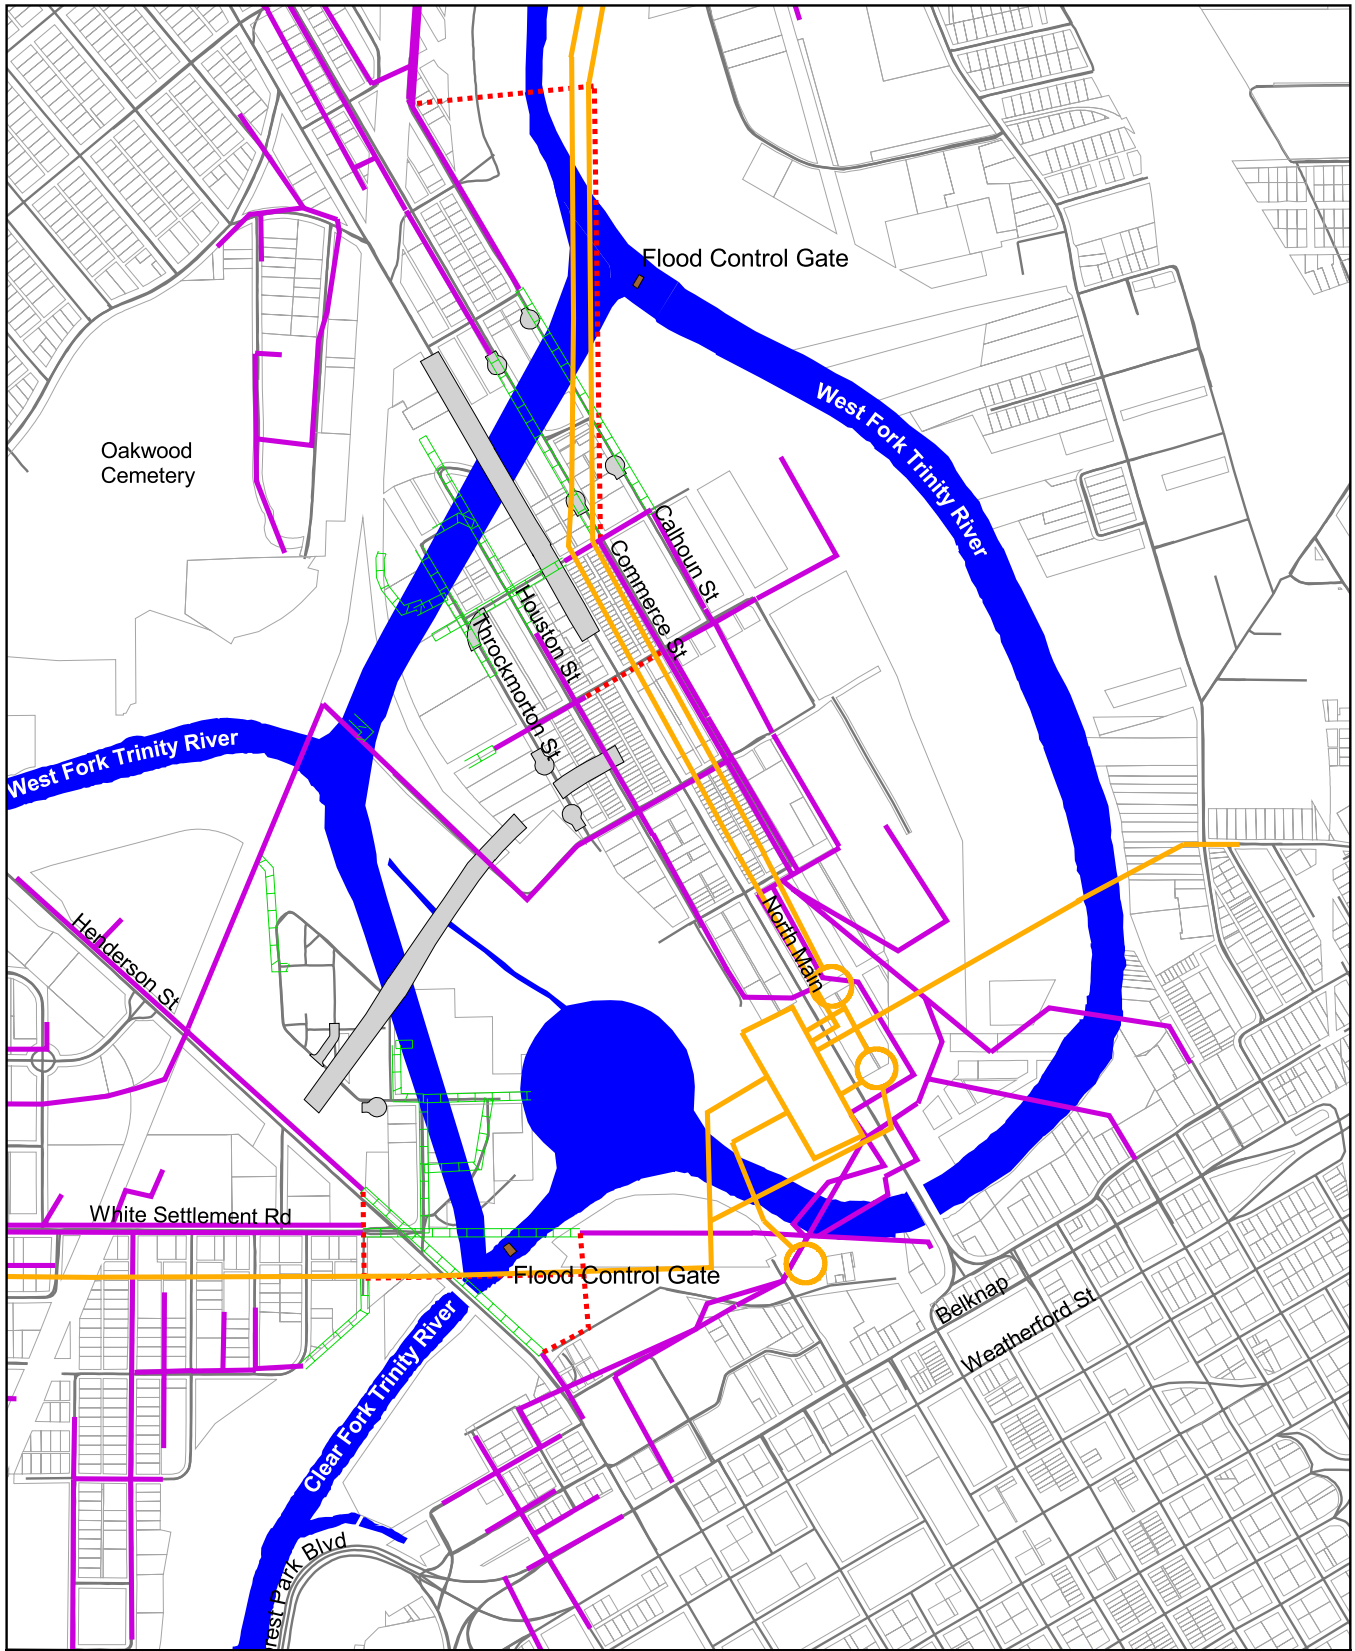 Flood Control Gate
West Fork Trinity River
Oakwood
Cemetery
Calhoun St
Commerce St
Houston St
Throckmorton St
West Fork Trinity River
North Main
Henderson St
White Settlement Rd
Flood Control Gate
Belknap
Weatherford St
Clear Fork Trinity River
rest Park Blvd